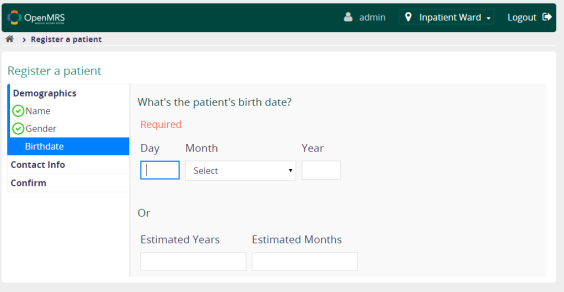 OpenMRS
admin
Inpatient Ward
Logout
> Register a patient
Register a patient
Demographics
Name
Gender
Birthdate
Contact Info
Confirm
What's the patient's birth date?
Required
Day Month Year
Select
Or
Estimated Years Estimated Months